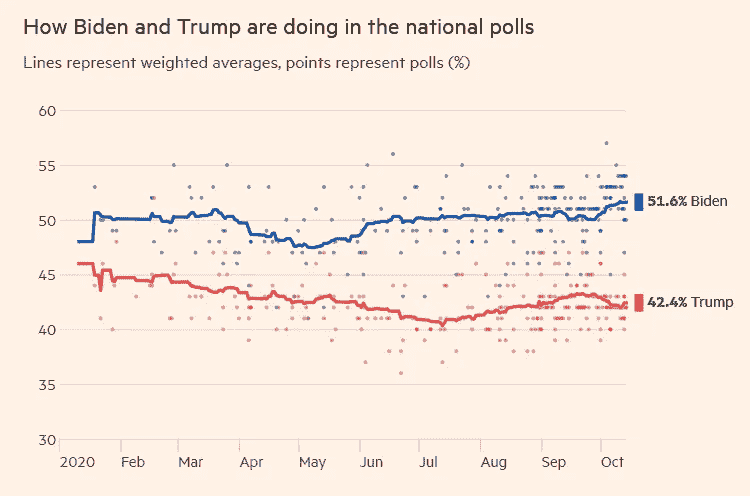 How Biden and Trump are doing in the national polls
Lines represent weighted averages, points represent polls (%)
60
55
50
45
40
35
30
51.6% Biden
42.4% Trump
2020 Feb Mar Apr May Jun Jul Aug Sep Oct